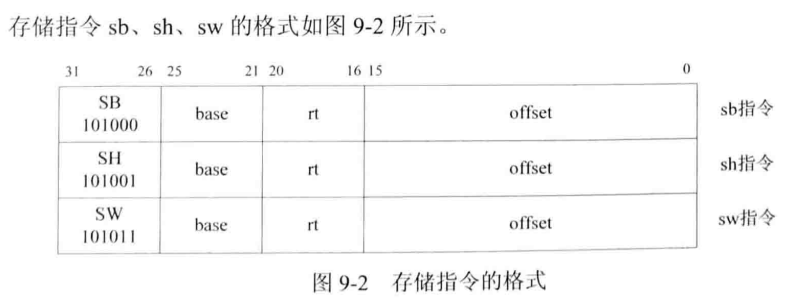 存储指令 sb、sh、sw 的格式如图 9-2 所示。
31 26 25 21 20 16 15 0
SB
101000 base rt offset sb指令
SH
101001 base rt offset sh指令
SW
101011 base rt offset sw指令
图 9-2 存储指令的格式